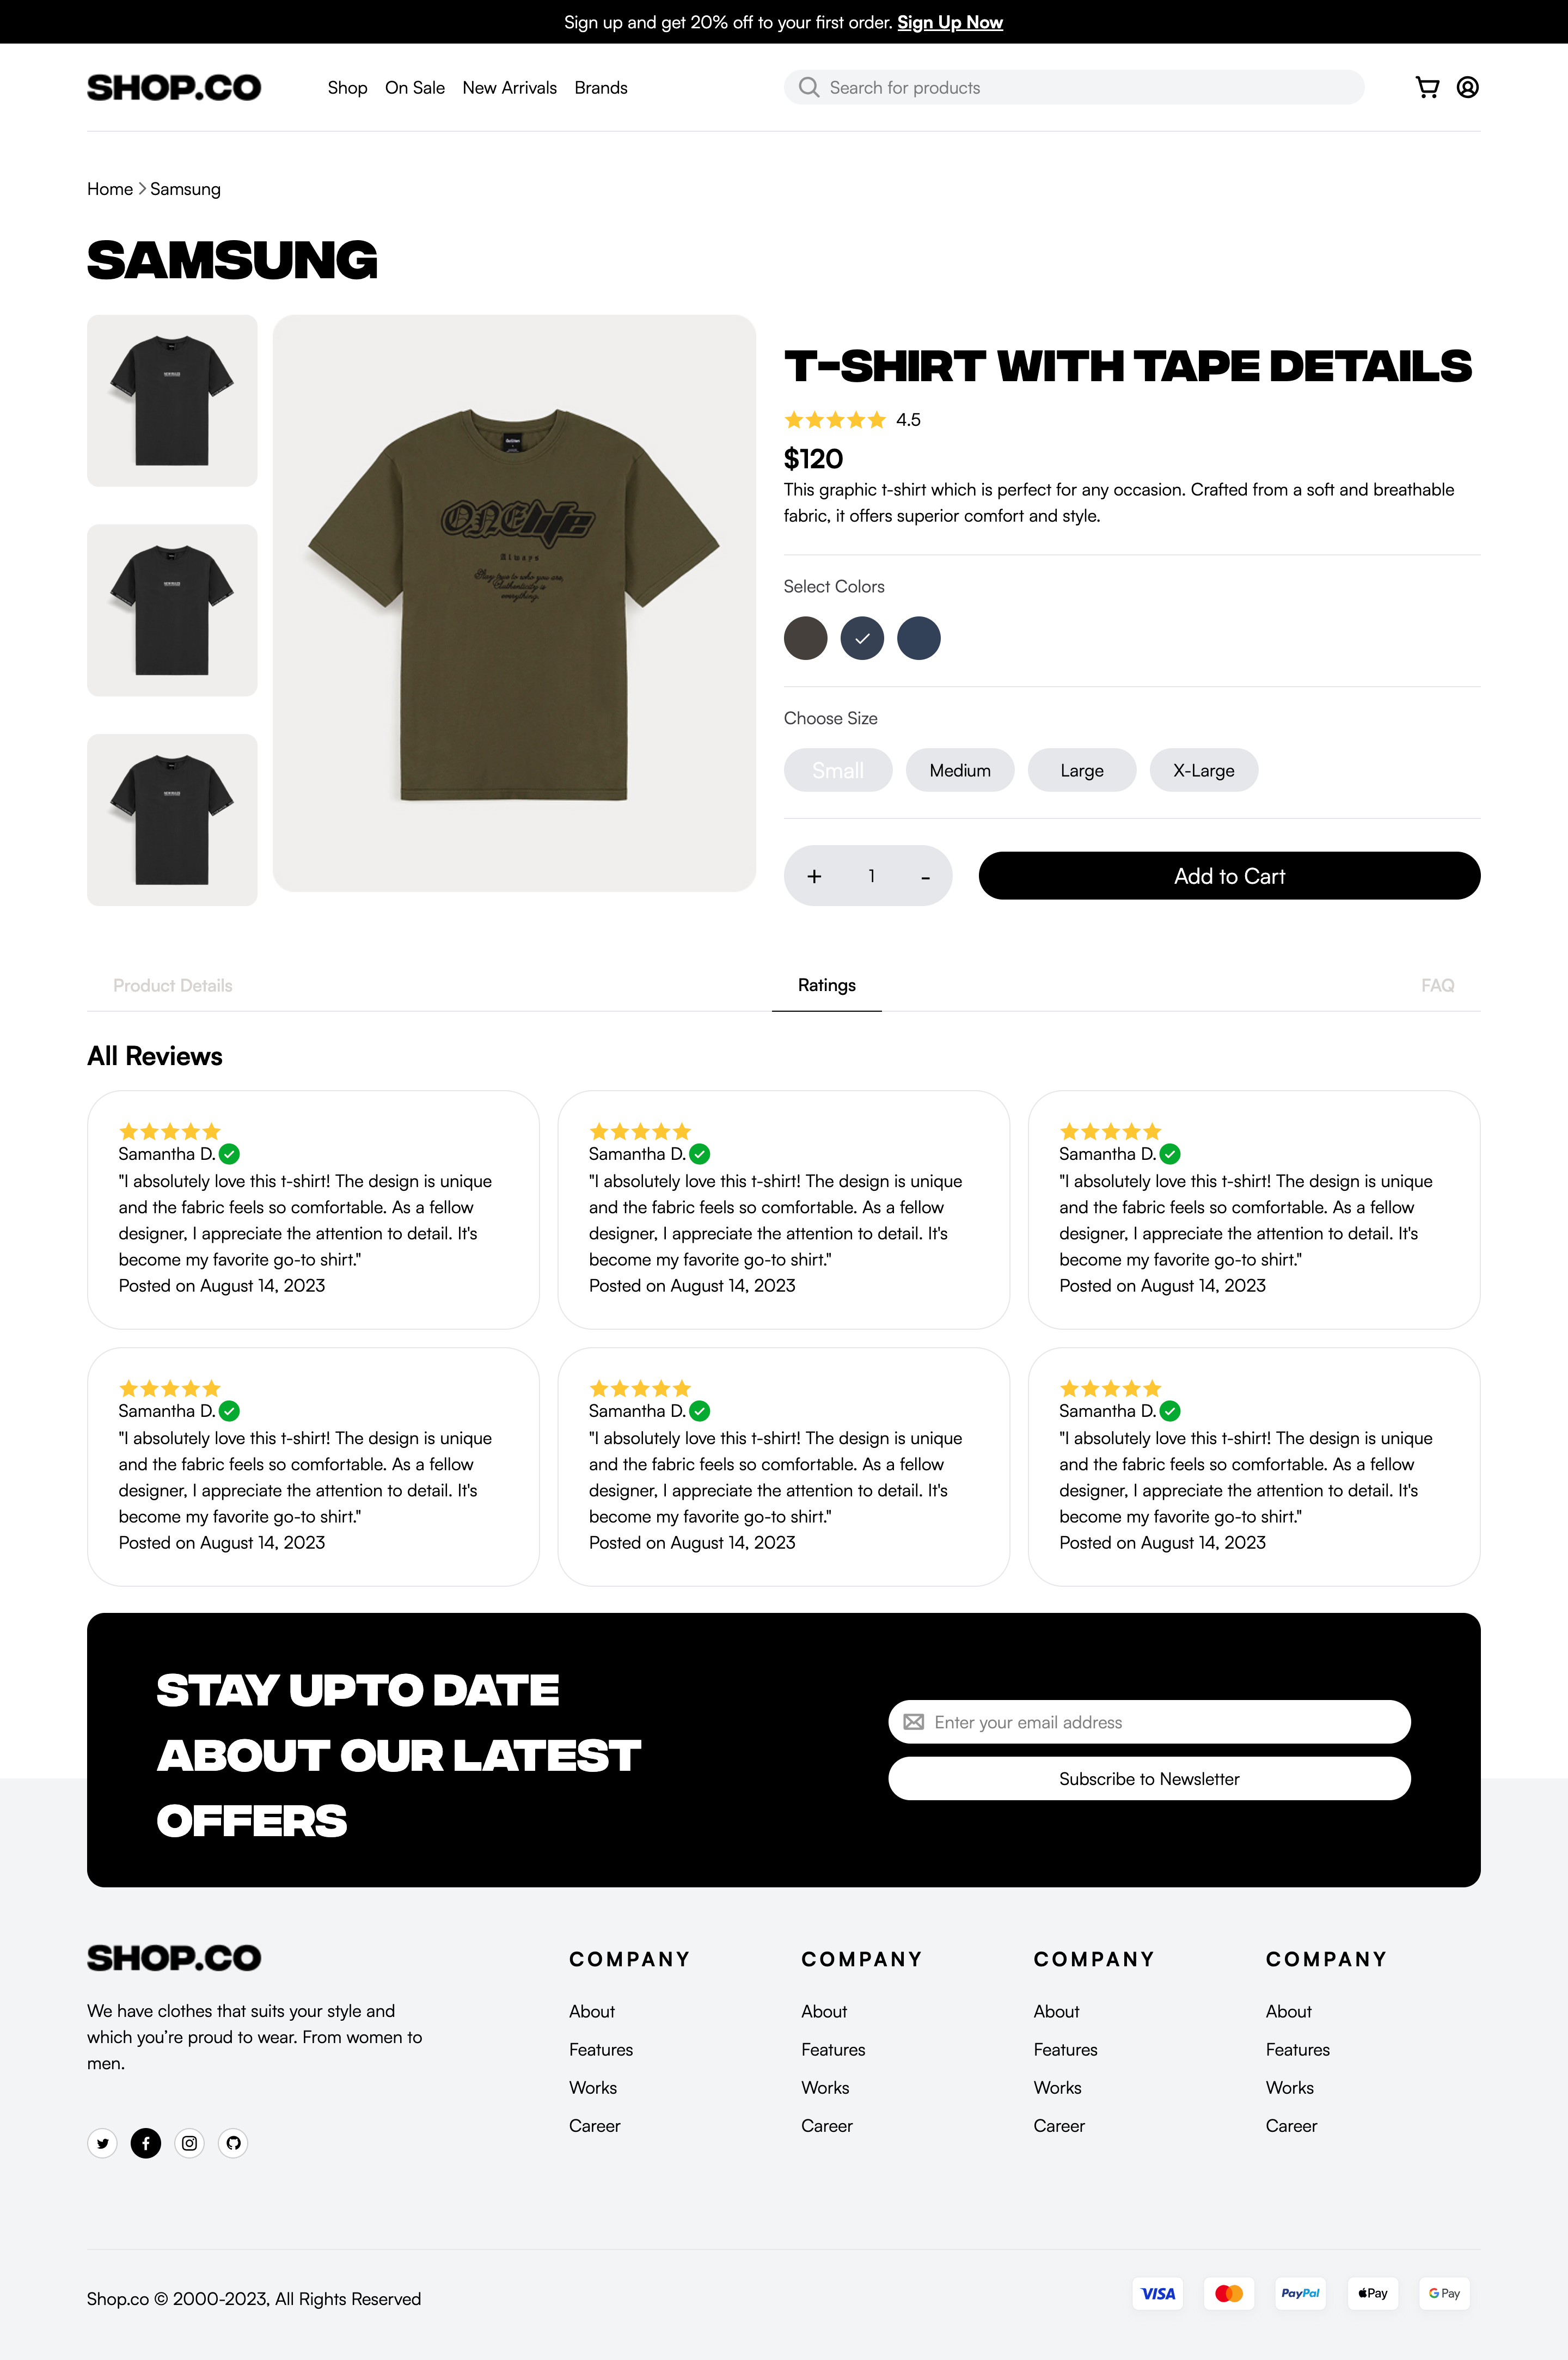 Sign up and get 20% off to your first order. Sign Up Now
SHOP.CO
Shop On Sale New Arrivals Brands
Search for products
Home > Samsung
SAMSUNG
T-SHIRT WITH TAPE DETAILS
4.5
$120
This graphic t-shirt which is perfect for any occasion. Crafted from a soft and breathable
fabric, it offers superior comfort and style.
ONE life
Always
Stay true to who you are,
Authenticity is
everything.
Select Colors
Choose Size
Small Medium Large X-Large
+ 1 -
Add to Cart
Product Details Ratings FAQ
All Reviews
Samantha D.
"I absolutely love this t-shirt! The design is unique
and the fabric feels so comfortable. As a fellow
designer, I appreciate the attention to detail. It's
become my favorite go-to shirt."
Posted on August 14, 2023
Samantha D.
"I absolutely love this t-shirt! The design is unique
and the fabric feels so comfortable. As a fellow
designer, I appreciate the attention to detail. It's
become my favorite go-to shirt."
Posted on August 14, 2023
Samantha D.
"I absolutely love this t-shirt! The design is unique
and the fabric feels so comfortable. As a fellow
designer, I appreciate the attention to detail. It's
become my favorite go-to shirt."
Posted on August 14, 2023
Samantha D.
"I absolutely love this t-shirt! The design is unique
and the fabric feels so comfortable. As a fellow
designer, I appreciate the attention to detail. It's
become my favorite go-to shirt."
Posted on August 14, 2023
Samantha D.
"I absolutely love this t-shirt! The design is unique
and the fabric feels so comfortable. As a fellow
designer, I appreciate the attention to detail. It's
become my favorite go-to shirt."
Posted on August 14, 2023
Samantha D.
"I absolutely love this t-shirt! The design is unique
and the fabric feels so comfortable. As a fellow
designer, I appreciate the attention to detail. It's
become my favorite go-to shirt."
Posted on August 14, 2023
STAY UPTO DATE
ABOUT OUR LATEST
OFFERS
Enter your email address
Subscribe to Newsletter
SHOP.CO
We have clothes that suits your style and
which you’re proud to wear. From women to
men.
COMPANY
About
Features
Works
Career
COMPANY
About
Features
Works
Career
COMPANY
About
Features
Works
Career
COMPANY
About
Features
Works
Career
Shop.co © 2000-2023, All Rights Reserved
VISA PayPal Pay G Pay